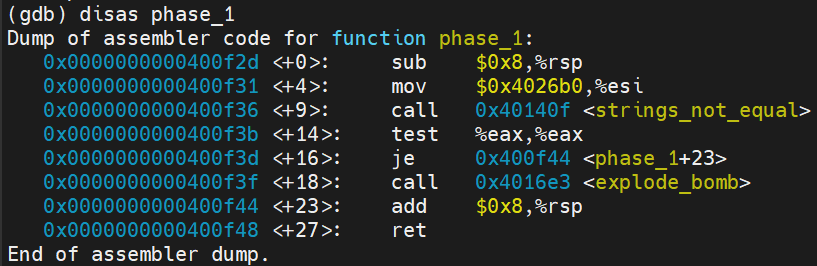 (gdb) disas phase_1
Dump of assembler code for function phase_1:
   0x0000000000400f2d <+0>:     sub    $0x8,%rsp
   0x0000000000400f31 <+4>:     mov    $0x4026b0,%esi
   0x0000000000400f36 <+9>:     call   0x40140f <strings_not_equal>
   0x0000000000400f3b <+14>:    test   %eax,%eax
   0x0000000000400f3d <+16>:    je     0x400f44 <phase_1+23>
   0x0000000000400f3f <+18>:    call   0x4016e3 <explode_bomb>
   0x0000000000400f44 <+23>:    add    $0x8,%rsp
   0x0000000000400f48 <+27>:    ret
End of assembler dump.